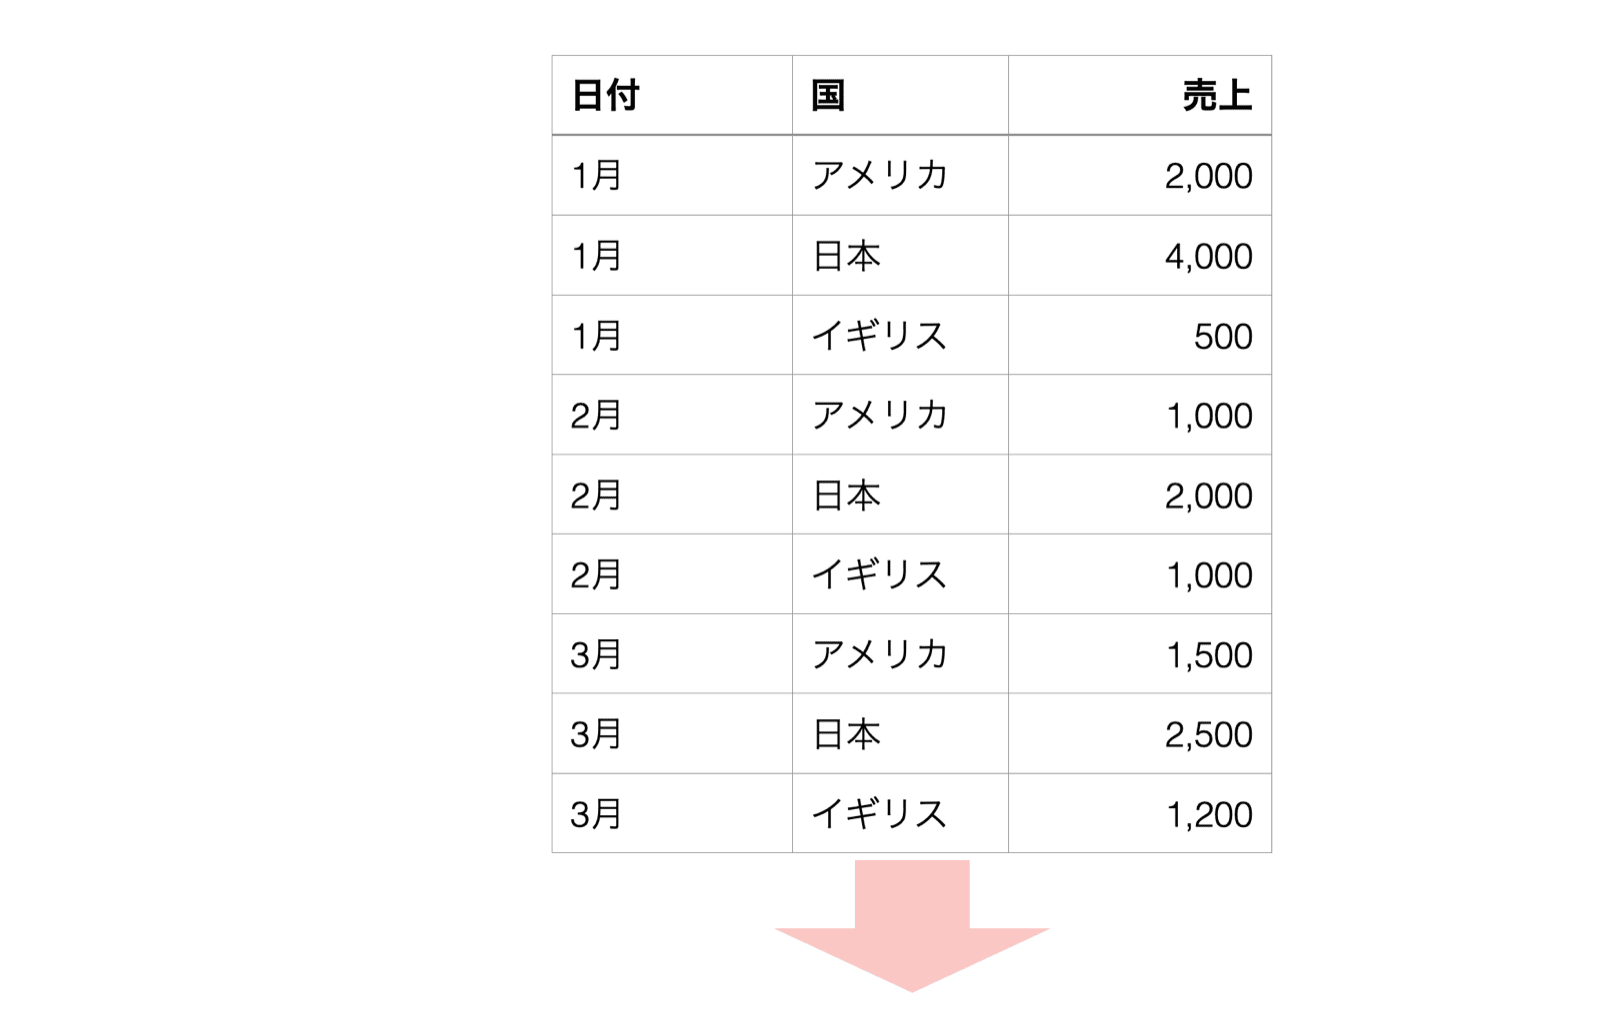 日付 国 売上
1月 アメリカ 2,000
1月 日本 4,000
1月 イギリス 500
2月 アメリカ 1,000
2月 日本 2,000
2月 イギリス 1,000
3月 アメリカ 1,500
3月 日本 2,500
3月 イギリス 1,200